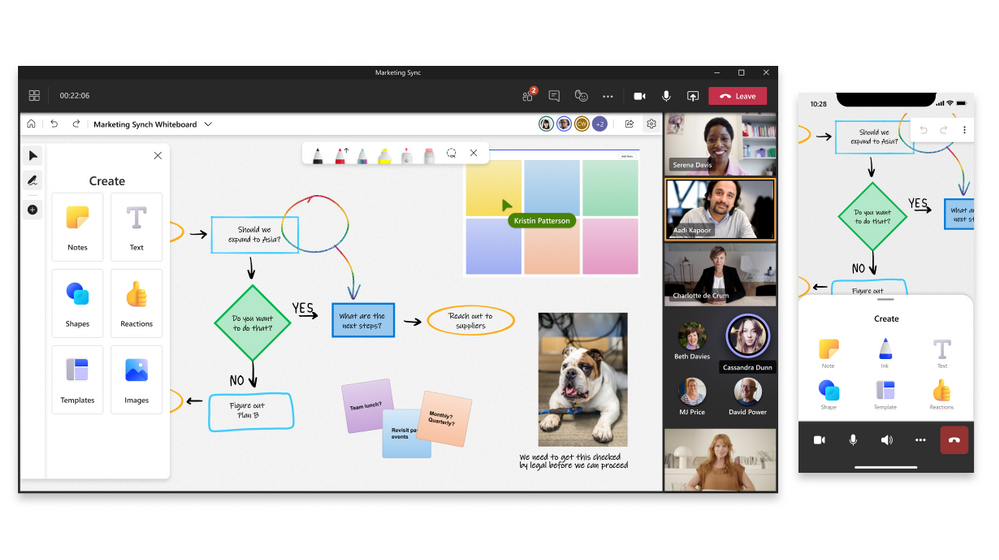 Marketing Sync
00:22:06
2
Leave
Marketing Synch Whiteboard
CW
+2
Create
Notes
Text
Shapes
Reactions
Templates
Images
Should we
expand to Asia?
Do you want
to do that?
YES
NO
What are the
next steps?
Reach out to
suppliers
Figure out
Plan B
Kristin Patterson
Team lunch?
Revisit pa
events
Monthly?
Quarterly?
We need to get this checked
by legal before we can proceed
Serena Davis
Aadi Kapoor
Charlotte de Crum
Beth Davies
Cassandra Dunn
MJ Price
David Power
10:28
Should we
expand to Asia?
Do you want
to do that?
YES
What ar
next st
NO
Figure out
Create
Note
Ink
Text
Shape
Template
Reactions